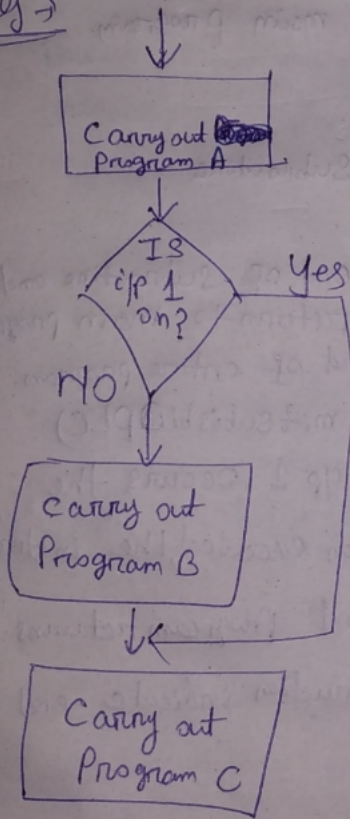 Carry out
Program A
IS
i/p 1
on?
Yes
NO
Carry out
Program B
Carry out
Program C